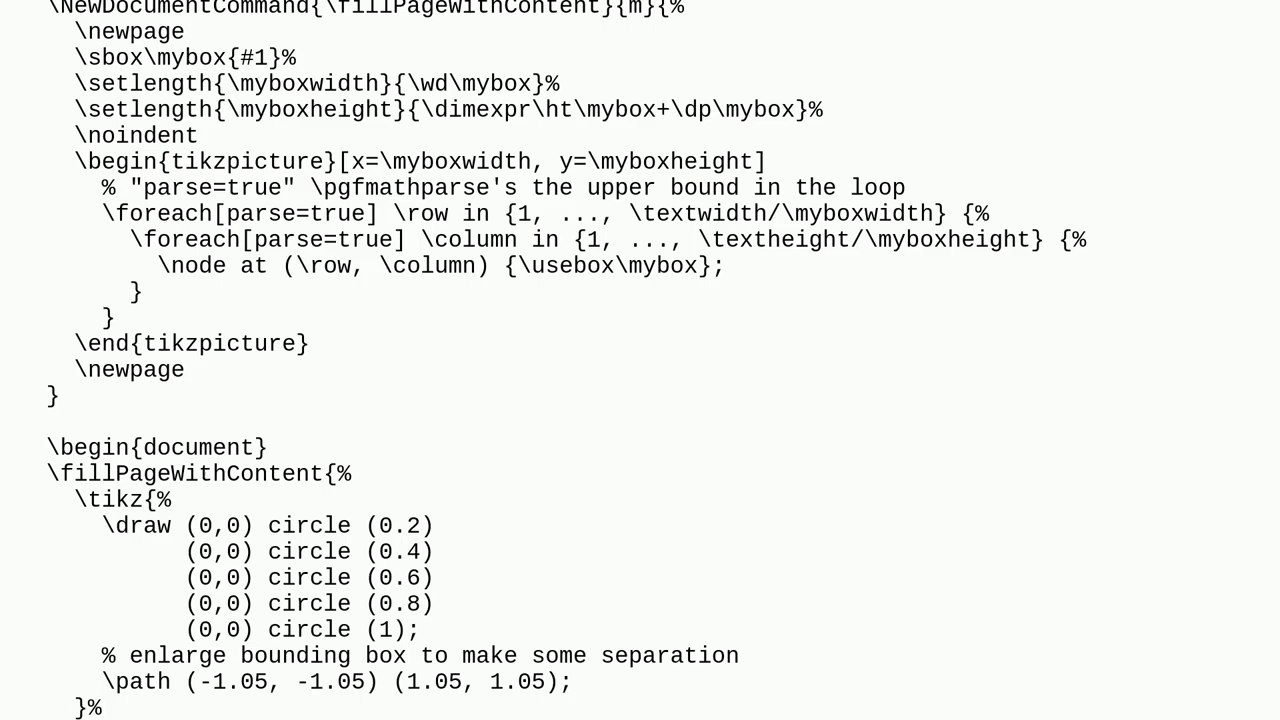 \NewDocumentCommand{\fillPageWithContent}{m}{%
  \newpage
  \sbox\mybox{#1}%
  \setlength{\myboxwidth}{\wd\mybox}%
  \setlength{\myboxheight}{\dimexpr\ht\mybox+\dp\mybox}%
  \noindent
  \begin{tikzpicture}[x=\myboxwidth, y=\myboxheight]
    % "parse=true" \pgfmathparse's the upper bound in the loop
    \foreach[parse=true] \row in {1, ..., \textwidth/\myboxwidth} {%
      \foreach[parse=true] \column in {1, ..., \textheight/\myboxheight} {%
        \node at (\row, \column) {\usebox\mybox};
      }
    }
  \end{tikzpicture}
  \newpage
}

\begin{document}
\fillPageWithContent{%
  \tikz{%
    \draw (0,0) circle (0.2)
          (0,0) circle (0.4)
          (0,0) circle (0.6)
          (0,0) circle (0.8)
          (0,0) circle (1);
    % enlarge bounding box to make some separation
    \path (-1.05, -1.05) (1.05, 1.05);
  }%